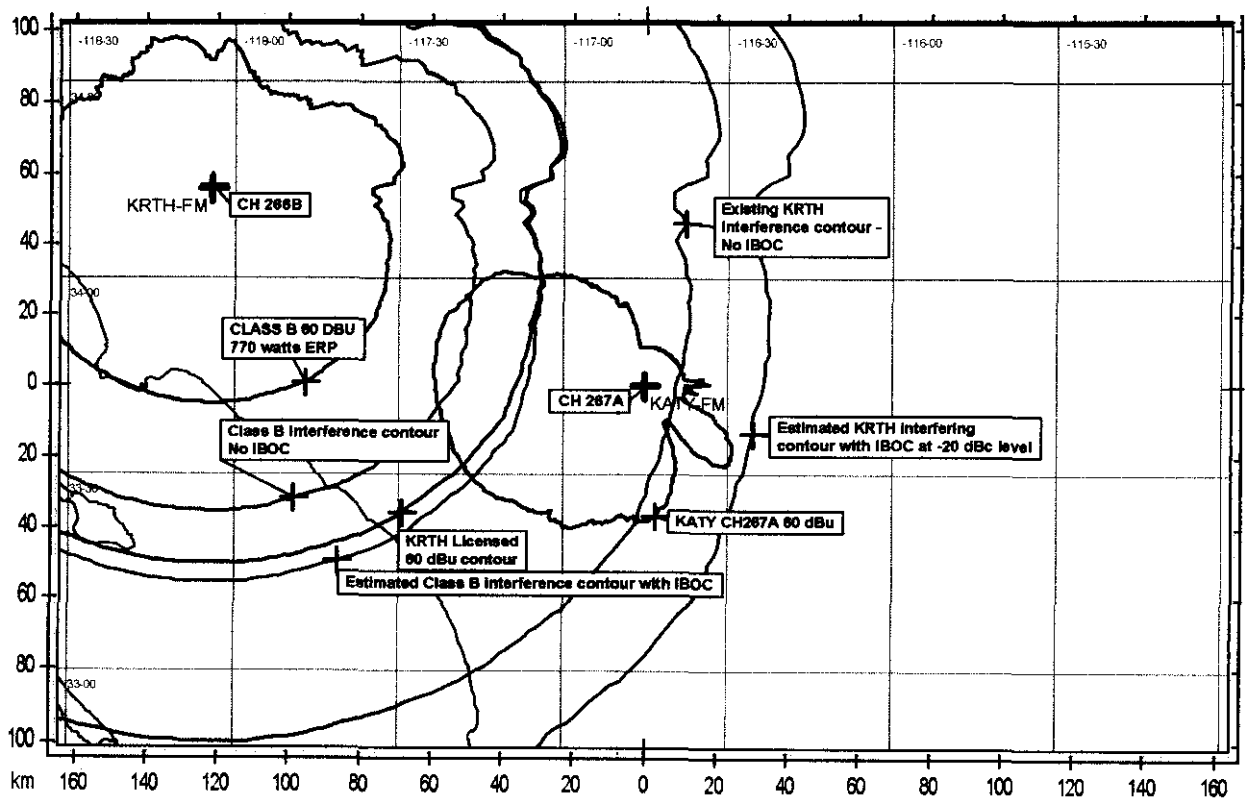 100
-118-30
-118-00
-117-30
-117-00
-116-30
-116-00
-115-30
80
60
KRTH-FM
CH 266B
Existing KRTH
Interference contour -
No IBOC
40
34-00
20
CLASS B 60 DBU
770 watts ERP
0
CH 267A
KATY-FM
Class B interference contour
No IBOC
Estimated KRTH interfering
contour with IBOC at -20 dBc level
20
33-30
40
KATY CH267A 60 dBu
KRTH Licensed
60 dBu contour
Estimated Class B interference contour with IBOC
60
80
33-00
100
km
160
140
120
100
80
60
40
20
0
20
40
60
80
100
120
140
160